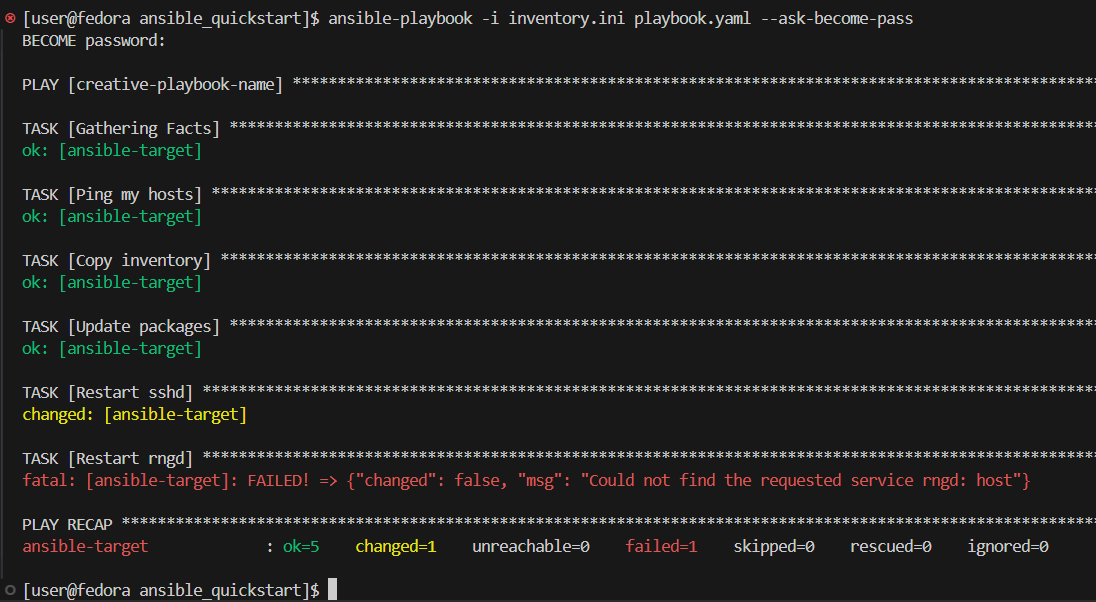 [user@fedora ansible_quickstart]$ ansible-playbook -i inventory.ini playbook.yaml --ask-become-pass
BECOME password:
PLAY [creative-playbook-name] *****************************************************************************************
TASK [Gathering Facts] ************************************************************************************************
ok: [ansible-target]
TASK [Ping my hosts] **************************************************************************************************
ok: [ansible-target]
TASK [Copy inventory] *************************************************************************************************
ok: [ansible-target]
TASK [Update packages] ************************************************************************************************
ok: [ansible-target]
TASK [Restart sshd] ***************************************************************************************************
changed: [ansible-target]
TASK [Restart rngd] ***************************************************************************************************
fatal: [ansible-target]: FAILED! => {"changed": false, "msg": "Could not find the requested service rngd: host"}
PLAY RECAP ************************************************************************************************************
ansible-target             : ok=5    changed=1    unreachable=0    failed=1    skipped=0    rescued=0    ignored=0
[user@fedora ansible_quickstart]$